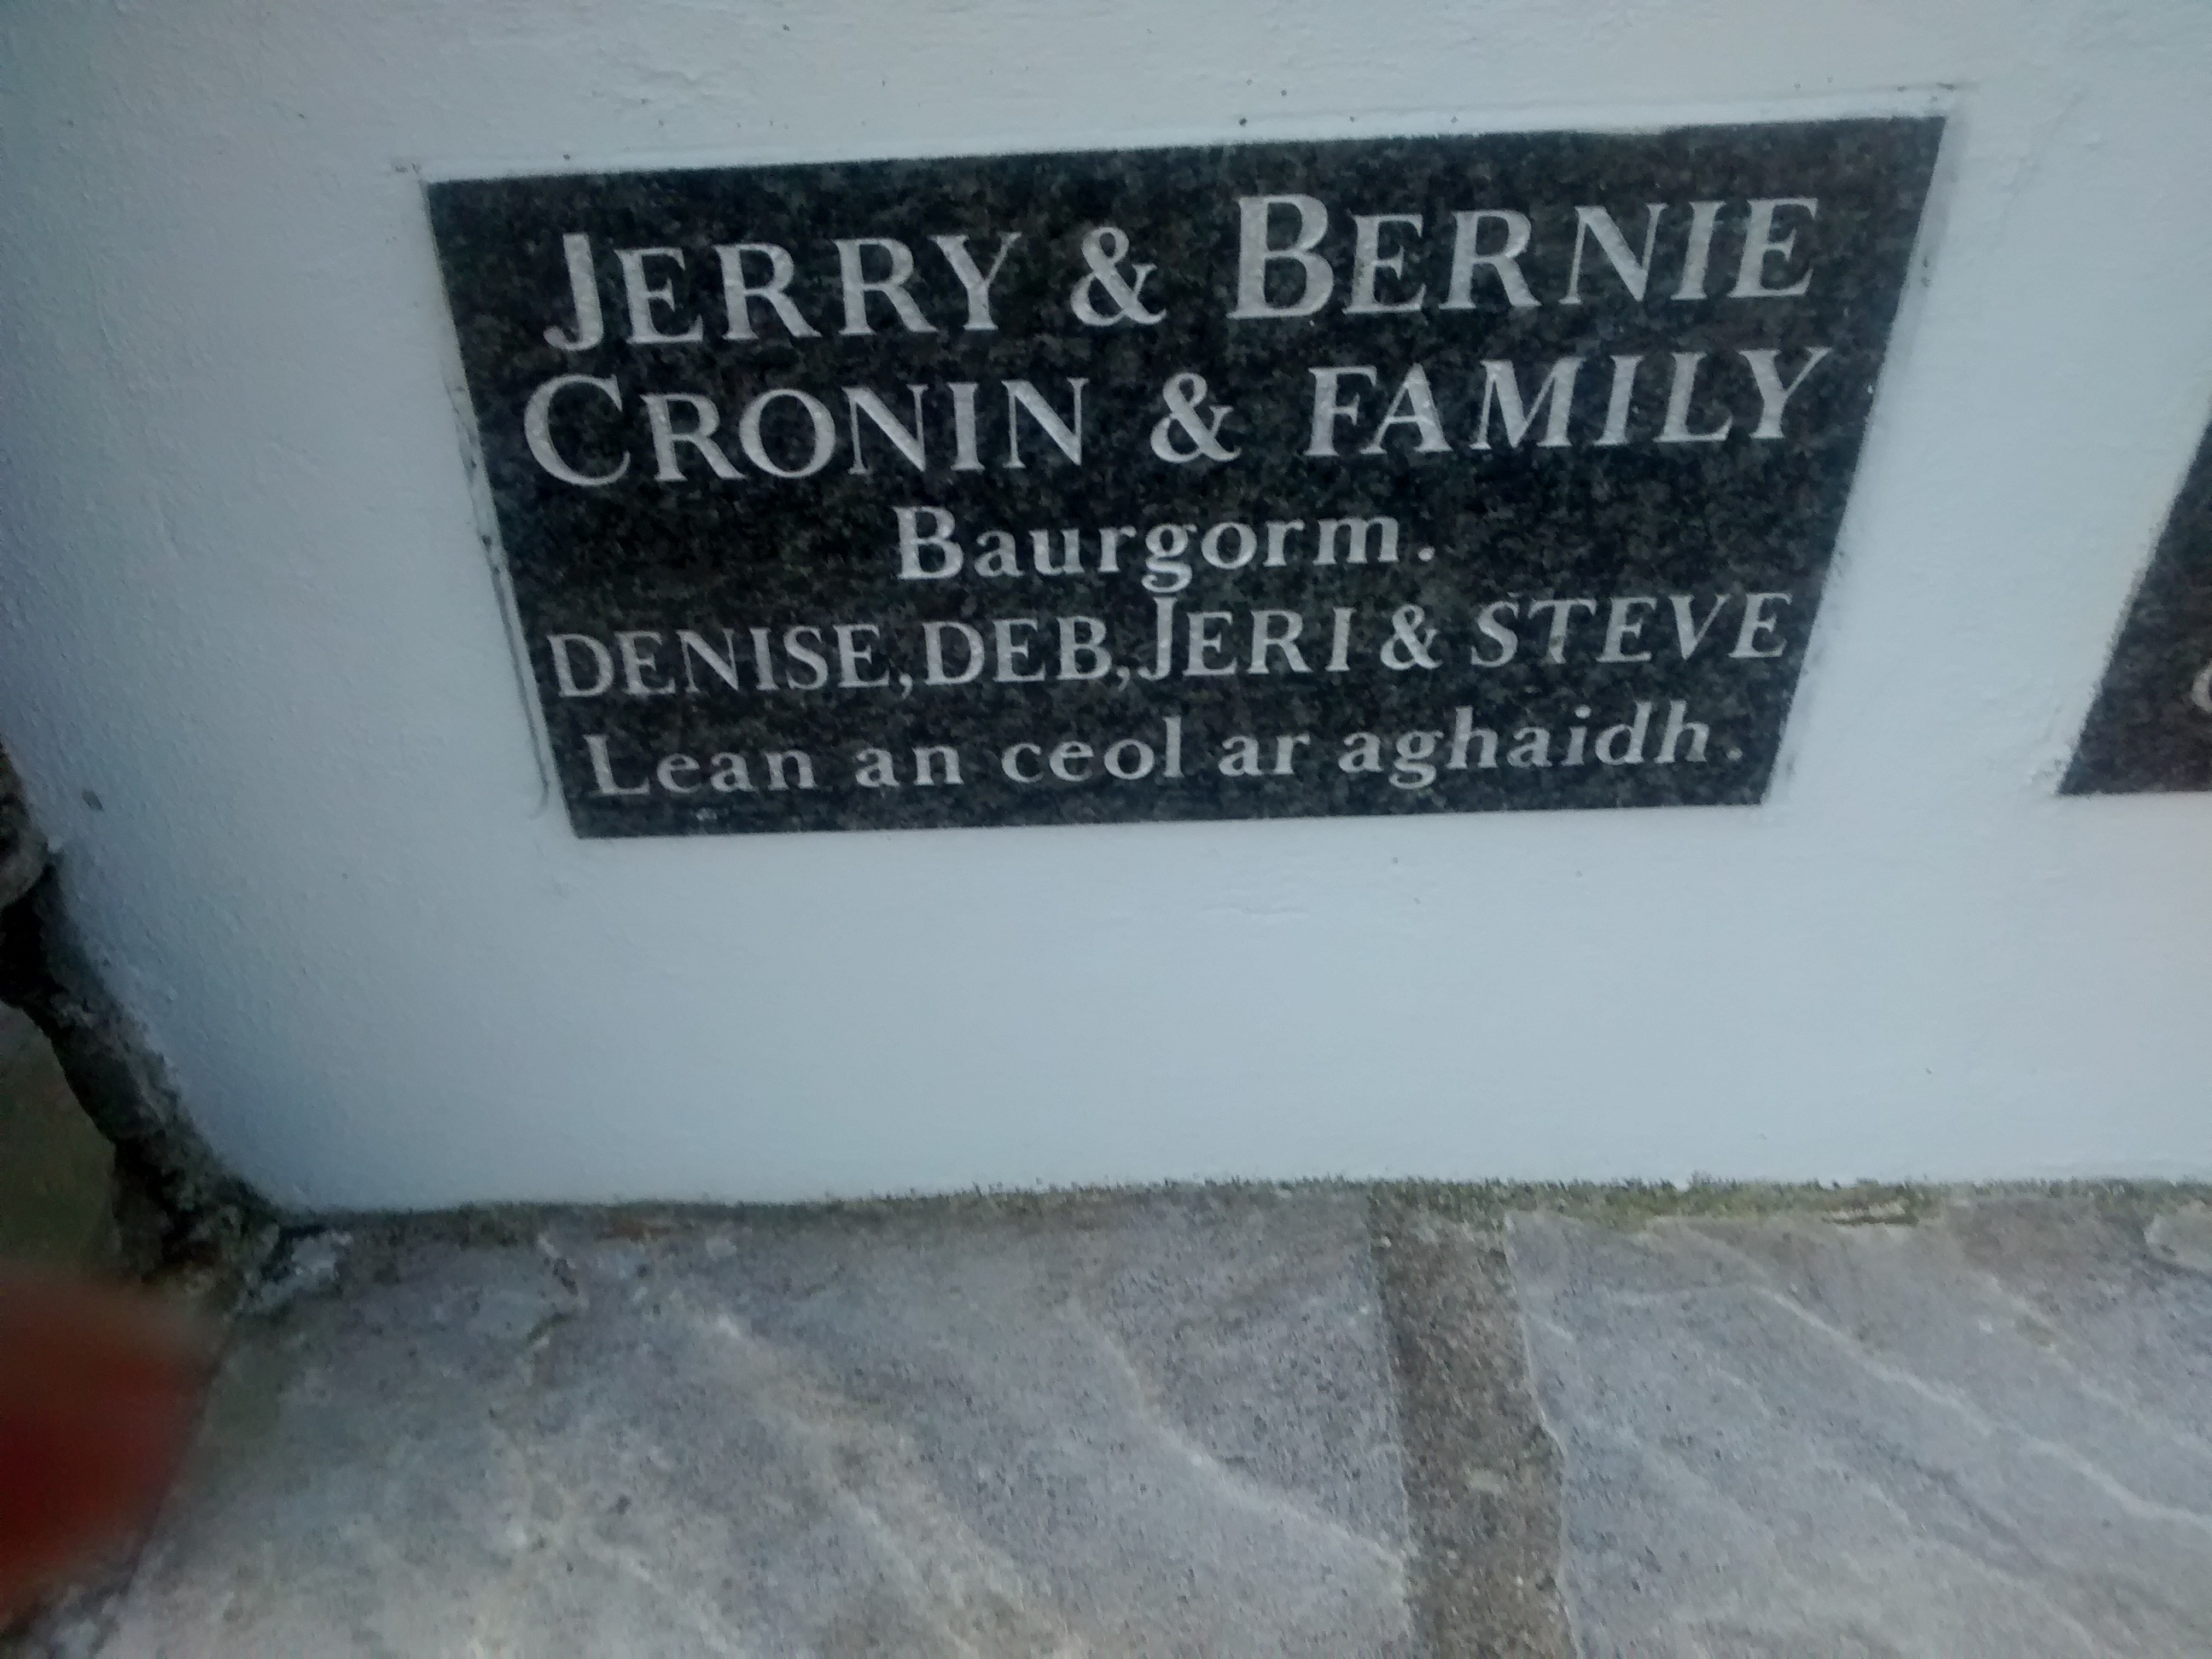 JERRY & BERNIE
CRONIN & FAMILY
Baurgorm.
DENISE, DEB, JERI & STEVE
Lean an ceol ar aghaidh.